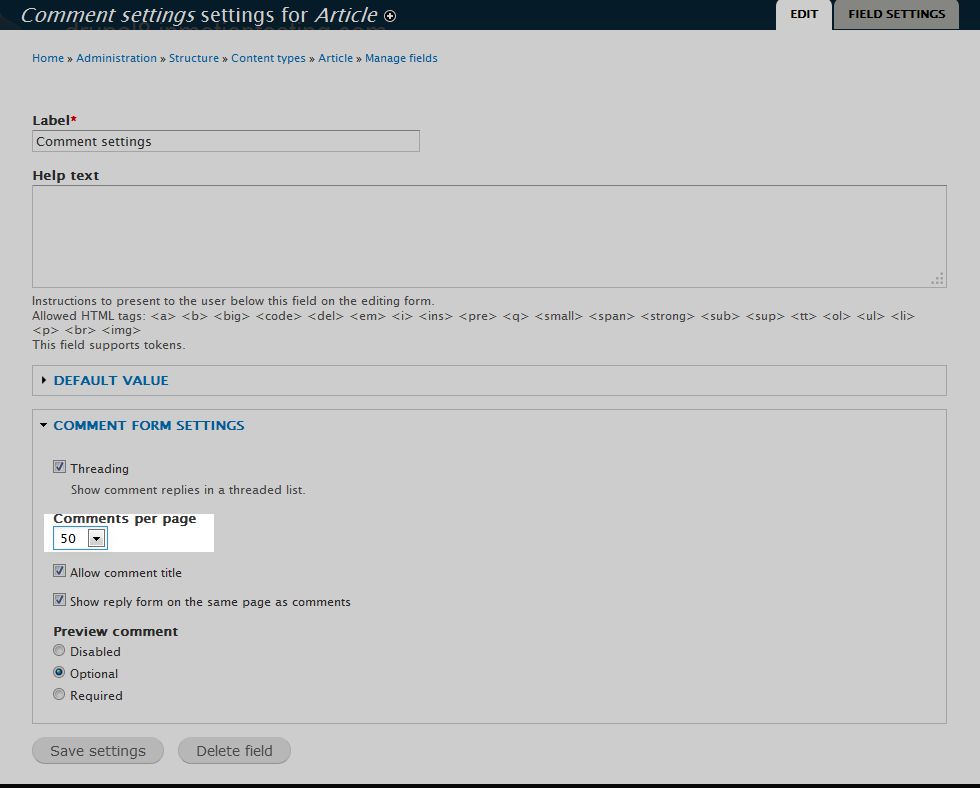 Comment settings settings for Article
EDIT
FIELD SETTINGS
Home » Administration » Structure » Content types » Article » Manage fields
Label*
Comment settings
Help text
Instructions to present to the user below this field on the editing form.
Allowed HTML tags: <a> <b> <big> <code> <del> <em> <i> <ins> <pre> <q> <small> <span> <strong> <sub> <sup> <tt> <ol> <ul> <li>
<p> <br> <img>
This field supports tokens.
DEFAULT VALUE
COMMENT FORM SETTINGS
Threading
Show comment replies in a threaded list.
Comments per page
50
Allow comment title
Show reply form on the same page as comments
Preview comment
Disabled
Optional
Required
Save settings
Delete field